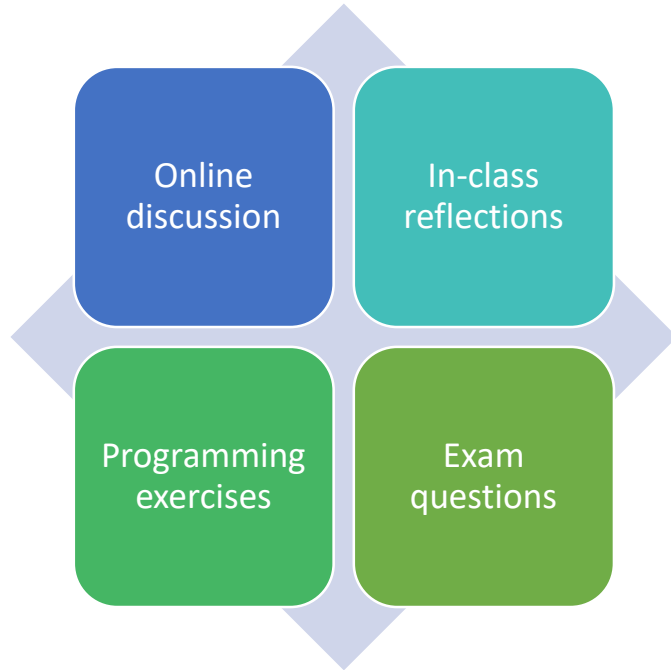 Online
discussion
In-class
reflections
Programming
exercises
Exam
questions